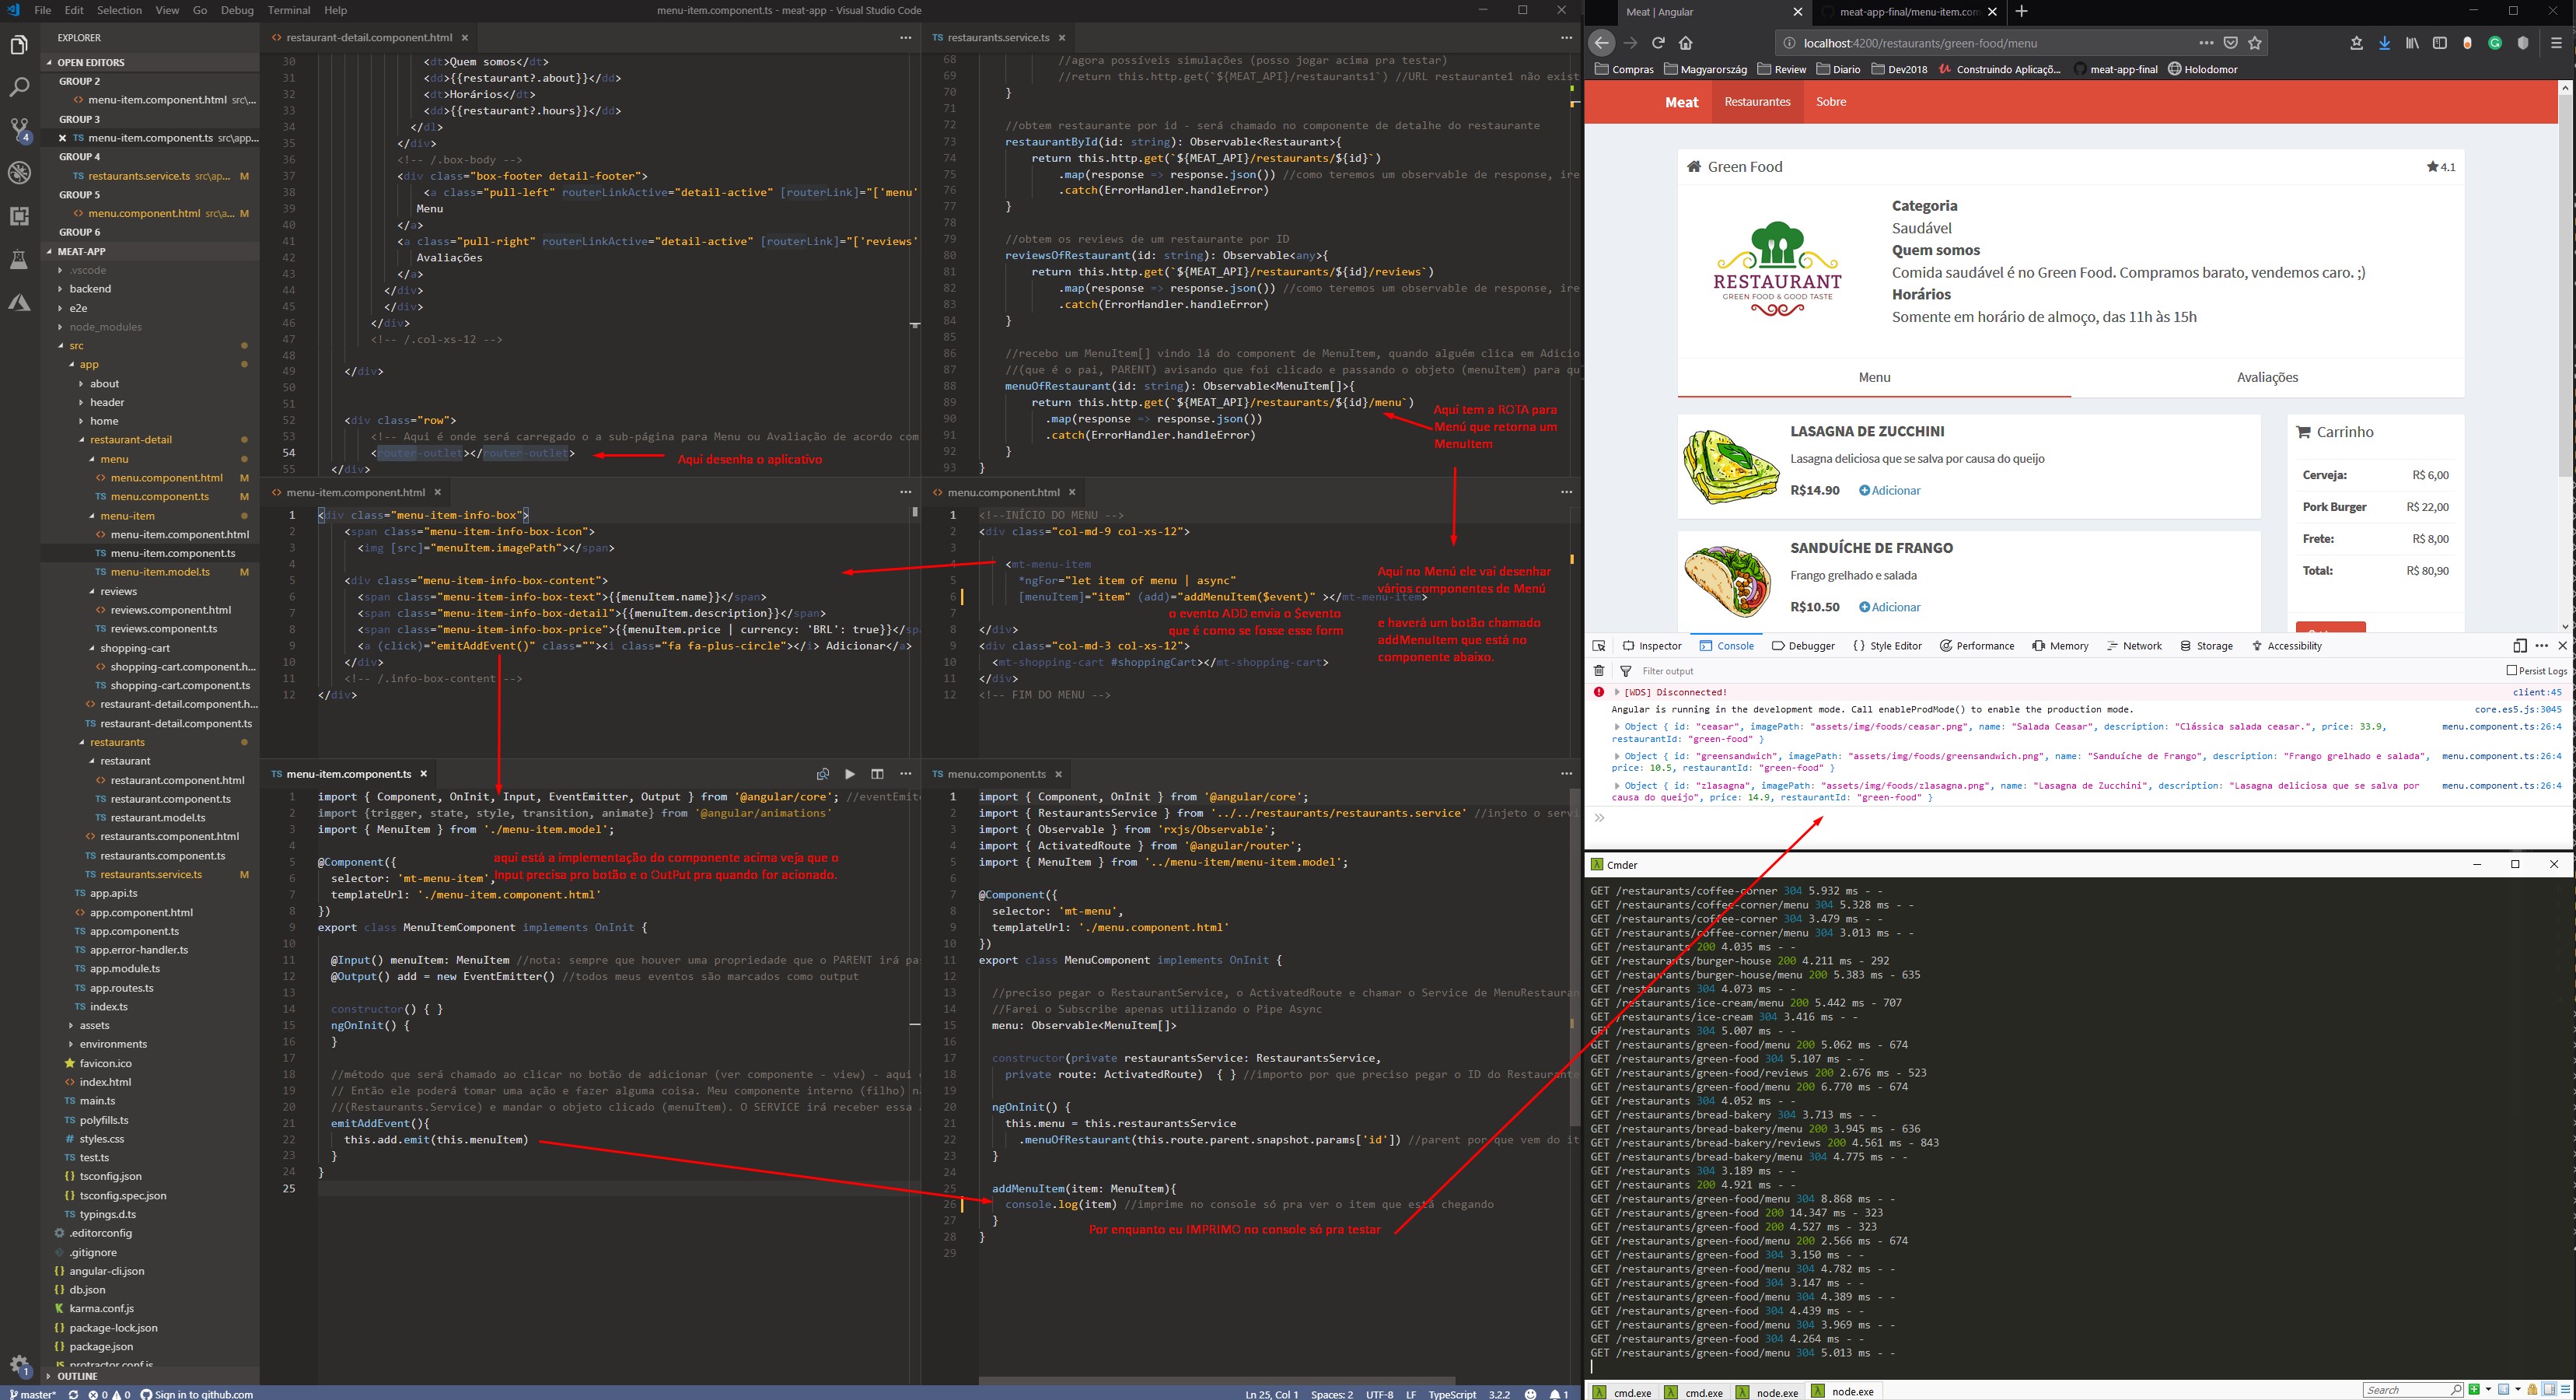 File Edit Selection View Go Debug Terminal Help
menu-item.component.ts - meat-app - Visual Studio Code
EXPLORER
OPEN EDITORS
GROUP 2
menu-item.component.html src\...
GROUP 3
menu-item.component.ts src\app...
GROUP 4
restaurants.service.ts src\ap... M
GROUP 5
menu.component.html src\a... M
GROUP 6
MEAT-APP
.vscode
backend
e2e
node_modules
src
app
about
header
home
restaurant-detail
menu
menu.component.html M
menu.component.ts M
menu-item
menu-item.component.html
menu-item.component.ts
menu-item.model.ts M
reviews
reviews.component.html
reviews.component.ts
shopping-cart
shopping-cart.component.h...
shopping-cart.component.ts
restaurant-detail.component.h...
restaurant-detail.component.ts
restaurants
restaurant
restaurant.component.html
restaurant.component.ts
restaurant.model.ts
restaurants.component.html
restaurants.component.ts
restaurants.service.ts M
app.api.ts
app.component.html
app.component.ts
app.error-handler.ts
app.module.ts
app.routes.ts
index.ts
assets
environments
favicon.ico
index.html
main.ts
polyfills.ts
styles.css
test.ts
tsconfig.json
tsconfig.spec.json
typings.d.ts
.editorconfig
.gitignore
angular-cli.json
db.json
karma.conf.js
package-lock.json
package.json
protractor.conf.js
OUTLINE
restaurant-detail.component.html
30 <dt>Quem somos</dt>
31 <dd>{{restaurant?.about}}</dd>
32 <dt>Horários</dt>
33 <dd>{{restaurant?.hours}}</dd>
34 </dl>
35 </div>
36 <!-- /.box-body -->
37 <div class="box-footer detail-footer">
38 <a class="pull-left" routerLinkActive="detail-active" [routerLink]="['menu'
39 Menu
40 </a>
41 <a class="pull-right" routerLinkActive="detail-active" [routerLink]="['reviews'
42 Avaliações
43 </a>
44 </div>
45 </div>
46 </div>
47 <!-- /.col-xs-12 -->
48
49 </div>
50
51
52 <div class="row">
53 <!-- Aqui é onde será carregado o a sub-página para Menu ou Avaliação de acordo com
54 <router-outlet></router-outlet>
55 </div>
Aqui desenha o aplicativo
restaurants.service.ts
68 //agora possíveis simulações (posso jogar acima pra testar)
69 //return this.http.get(`${MEAT_API}/restaurants1`) //URL restaurante1 não exist
70 }
71
72 //obtem restaurante por id - será chamado no componente de detalhe do restaurante
73 restaurantById(id: string): Observable<Restaurant>{
74 return this.http.get(`${MEAT_API}/restaurants/${id}`)
75 .map(response => response.json()) //como teremos um observable de response, ire
76 .catch(ErrorHandler.handleError)
77 }
78
79 //obtem os reviews de um restaurante por ID
80 reviewsOfRestaurant(id: string): Observable<any>{
81 return this.http.get(`${MEAT_API}/restaurants/${id}/reviews`)
82 .map(response => response.json()) //como teremos um observable de response, ire
83 .catch(ErrorHandler.handleError)
84 }
85
86 //recebo um MenuItem[] vindo lá do component de MenuItem, quando alguém clica em Adicio
87 //(que é o pai, PARENT) avisando que foi clicado e passando o objeto (menuItem) para qu
88 menuOfRestaurant(id: string): Observable<MenuItem[]>{
89 return this.http.get(`${MEAT_API}/restaurants/${id}/menu`)
90 .map(response => response.json())
91 .catch(ErrorHandler.handleError)
92 }
93 }
Aqui tem a ROTA para
Menú que retorna um
MenuItem
menu-item.component.html
1 <div class="menu-item-info-box">
2 <span class="menu-item-info-box-icon">
3 <img [src]="menuItem.imagePath"></span>
4
5 <div class="menu-item-info-box-content">
6 <span class="menu-item-info-box-text">{{menuItem.name}}</span>
7 <span class="menu-item-info-box-detail">{{menuItem.description}}</span>
8 <span class="menu-item-info-box-price">{{menuItem.price | currency: 'BRL': true}}</sp
9 <a (click)="emitAddEvent()" class=""><i class="fa fa-plus-circle"></i> Adicionar</a>
10 </div>
11 <!-- /.info-box-content -->
12 </div>
menu.component.html
1 <!--INÍCIO DO MENU -->
2 <div class="col-md-9 col-xs-12">
3
4 <mt-menu-item
5 *ngFor="let item of menu | async"
6 [menuItem]="item" (add)="addMenuItem($event)" ></mt-menu-item>
7
8 </div>
9 <div class="col-md-3 col-xs-12">
10 <mt-shopping-cart #shoppingCart></mt-shopping-cart>
11 </div>
12 <!-- FIM DO MENU -->
Aqui no Menú ele vai desenhar
vários componentes de Menú
o evento ADD envia o $evento
que é como se fosse esse form
e haverá um botão chamado
addMenuItem que está no
componente abaixo.
menu-item.component.ts
1 import { Component, OnInit, Input, EventEmitter, Output } from '@angular/core'; //eventEmit
2 import {trigger, state, style, transition, animate} from '@angular/animations'
3 import { MenuItem } from './menu-item.model';
4
5 @Component({
6 selector: 'mt-menu-item',
7 templateUrl: './menu-item.component.html'
8 })
9 export class MenuItemComponent implements OnInit {
10
11 @Input() menuItem: MenuItem //nota: sempre que houver uma propriedade que o PARENT irá pa
12 @Output() add = new EventEmitter() //todos meus eventos são marcados como output
13
14 constructor() { }
15 ngOnInit() {
16 }
17
18 //método que será chamado ao clicar no botão de adicionar (ver componente - view) - aqui
19 // Então ele poderá tomar uma ação e fazer alguma coisa. Meu componente interno (filho) n
20 //(Restaurants.Service) e mandar o objeto clicado (menuItem). O SERVICE irá receber essa
21 emitAddEvent(){
22 this.add.emit(this.menuItem)
23 }
24 }
25
aqui está a implementação do componente acima veja que o
Input precisa pro botão e o OutPut pra quando for acionado.
menu.component.ts
1 import { Component, OnInit } from '@angular/core';
2 import { RestaurantsService } from '../../restaurants/restaurants.service' //injeto o servi
3 import { Observable } from 'rxjs/Observable';
4 import { ActivatedRoute } from '@angular/router';
5 import { MenuItem } from '../menu-item/menu-item.model';
6
7 @Component({
8 selector: 'mt-menu',
9 templateUrl: './menu.component.html'
10 })
11 export class MenuComponent implements OnInit {
12
13 //preciso pegar o RestaurantService, o ActivatedRoute e chamar o Service de MenuRestauran
14 //Farei o Subscribe apenas utilizando o Pipe Async
15 menu: Observable<MenuItem[]>
16
17 constructor(private restaurantsService: RestaurantsService,
18 private route: ActivatedRoute) { } //importo por que preciso pegar o ID do Restaurante
19
20 ngOnInit() {
21 this.menu = this.restaurantsService
22 .menuOfRestaurant(this.route.parent.snapshot.params['id']) //parent por que vem do it
23 }
24
25 addMenuItem(item: MenuItem){
26 console.log(item) //imprime no console só pra ver o item que está chegando
27 }
28 }
29
Por enquanto eu IMPRIMO no console só pra testar
master* 0 0 Sign in to github.com
Ln 25, Col 1 Spaces: 2 UTF-8 LF TypeScript 3.2.2 1
Meat | Angular
meat-app-final/menu-item.com
localhost:4200/restaurants/green-food/menu
Compras Magyarország Review Diario Dev2018 Construindo Aplicaçõ... meat-app-final Holodomor
Meat Restaurantes Sobre
Green Food 4.1
RESTAURANT
GREEN FOOD & GOOD TASTE
Categoria
Saudável
Quem somos
Comida saudável é no Green Food. Compramos barato, vendemos caro. ;)
Horários
Somente em horário de almoço, das 11h às 15h
Menu Avaliações
LASAGNA DE ZUCCHINI
Lasagna deliciosa que se salva por causa do queijo
R$14.90 Adicionar
SANDUÍCHE DE FRANGO
Frango grelhado e salada
R$10.50 Adicionar
Carrinho
Cerveja: R$ 6,00
Pork Burger R$ 22,00
Frete: R$ 8,00
Total: R$ 80,90
Inspector Console Debugger Style Editor Performance Memory Network Storage Accessibility
Filter output Persist Logs
[WDS] Disconnected! client:45
Angular is running in the development mode. Call enableProdMode() to enable the production mode. core.es5.js:3045
Object { id: "ceasar", imagePath: "assets/img/foods/ceasar.png", name: "Salada Ceasar", description: "Clássica salada ceasar.", price: 33.9, menu.component.ts:26:4
restaurantId: "green-food" }
Object { id: "greensandwich", imagePath: "assets/img/foods/greensandwich.png", name: "Sanduíche de Frango", description: "Frango grelhado e salada", menu.component.ts:26:4
price: 10.5, restaurantId: "green-food" }
Object { id: "zlasagna", imagePath: "assets/img/foods/zlasagna.png", name: "Lasagna de Zucchini", description: "Lasagna deliciosa que se salva por menu.component.ts:26:4
causa do queijo", price: 14.9, restaurantId: "green-food" }
Cmder
GET /restaurants/coffee-corner 304 5.932 ms - -
GET /restaurants/coffee-corner/menu 304 5.328 ms - -
GET /restaurants/coffee-corner 304 3.479 ms - -
GET /restaurants/coffee-corner/menu 304 3.013 ms - -
GET /restaurants 200 4.035 ms - -
GET /restaurants/burger-house 200 4.211 ms - 292
GET /restaurants/burger-house/menu 200 5.383 ms - 635
GET /restaurants 304 4.073 ms - -
GET /restaurants/ice-cream/menu 200 5.442 ms - 707
GET /restaurants/ice-cream 304 3.416 ms - -
GET /restaurants 304 5.007 ms - -
GET /restaurants/green-food/menu 200 5.062 ms - 674
GET /restaurants/green-food 304 5.107 ms - -
GET /restaurants/green-food/reviews 200 2.676 ms - 523
GET /restaurants/green-food/menu 200 6.770 ms - 674
GET /restaurants 304 4.052 ms - -
GET /restaurants/bread-bakery 304 3.713 ms - -
GET /restaurants/bread-bakery/menu 200 3.945 ms - 636
GET /restaurants/bread-bakery/reviews 200 4.561 ms - 843
GET /restaurants/bread-bakery/menu 304 4.775 ms - -
GET /restaurants 304 3.189 ms - -
GET /restaurants 200 4.921 ms - -
GET /restaurants/green-food/menu 304 8.868 ms - -
GET /restaurants/green-food 200 14.347 ms - 323
GET /restaurants/green-food 200 4.527 ms - 323
GET /restaurants/green-food/menu 200 2.566 ms - 674
GET /restaurants/green-food 304 3.150 ms - -
GET /restaurants/green-food/menu 304 4.782 ms - -
GET /restaurants/green-food 304 3.147 ms - -
GET /restaurants/green-food/menu 304 4.389 ms - -
GET /restaurants/green-food 304 4.439 ms - -
GET /restaurants/green-food/menu 304 3.969 ms - -
GET /restaurants/green-food 304 4.264 ms - -
GET /restaurants/green-food/menu 304 5.013 ms - -
cmd.exe cmd.exe node.exe node.exe
Search